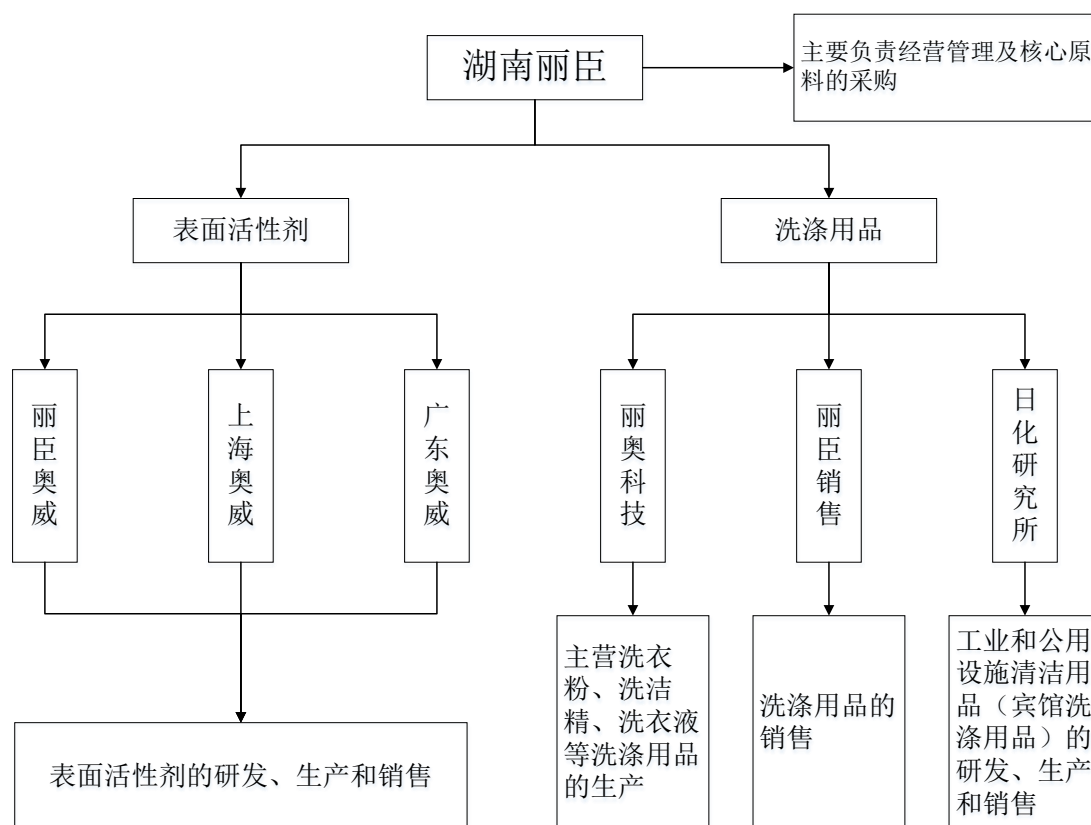 湖南丽臣
主要负责经营管理及核心原
料的采购
表面活性剂
洗涤用品
丽臣奥威
上海奥威
广东奥威
丽奥科技
丽臣销售
日化研究所
表面活性剂的研发、生产和销售
主营洗衣
粉、洗洁
精、洗衣液
等洗涤用品
的生产
洗涤用品的
销售
工业和公用
设施清洁用
品（宾馆洗
涤用品）的
研发、生产
和销售